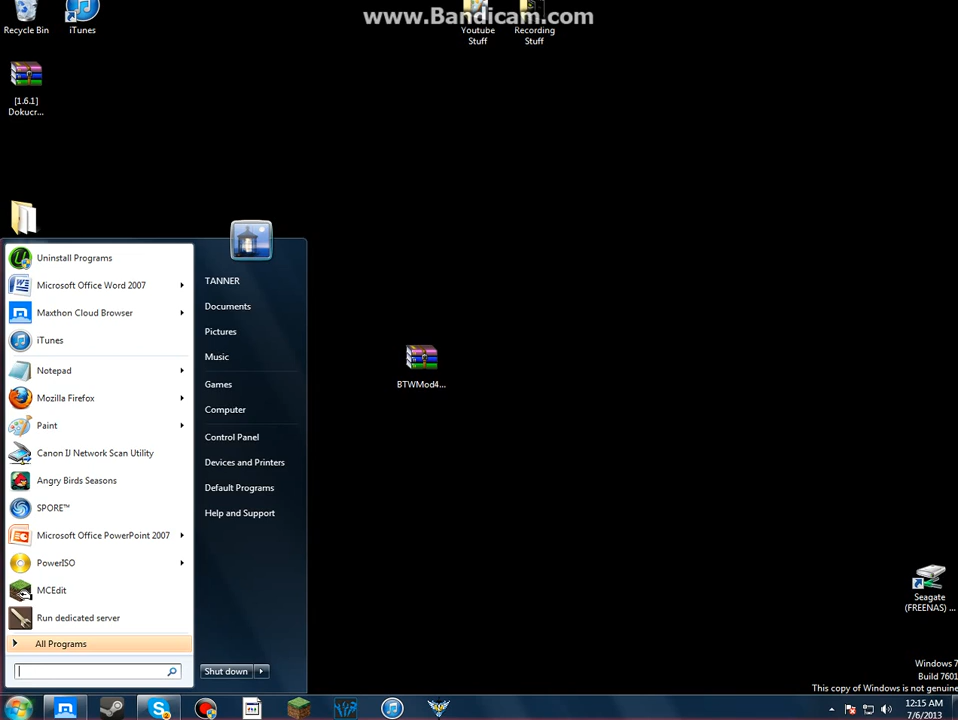 www.Bandicam.com
Recycle Bin
iTunes
Youtube
Stuff
Recording
Stuff
[1.6.1]
Dokucr...
Uninstall Programs
Microsoft Office Word 2007
Maxthon Cloud Browser
iTunes
Notepad
Mozilla Firefox
Paint
Canon IJ Network Scan Utility
Angry Birds Seasons
SPORE™
Microsoft Office PowerPoint 2007
PowerISO
MCEdit
Run dedicated server
All Programs
TANNER
Documents
Pictures
Music
Games
Computer
Control Panel
Devices and Printers
Default Programs
Help and Support
Shut down
BTWMod4...
Seagate
(FREENAS) ...
Windows 7
Build 7601
This copy of Windows is not genuine
12:15 AM
7/6/2013